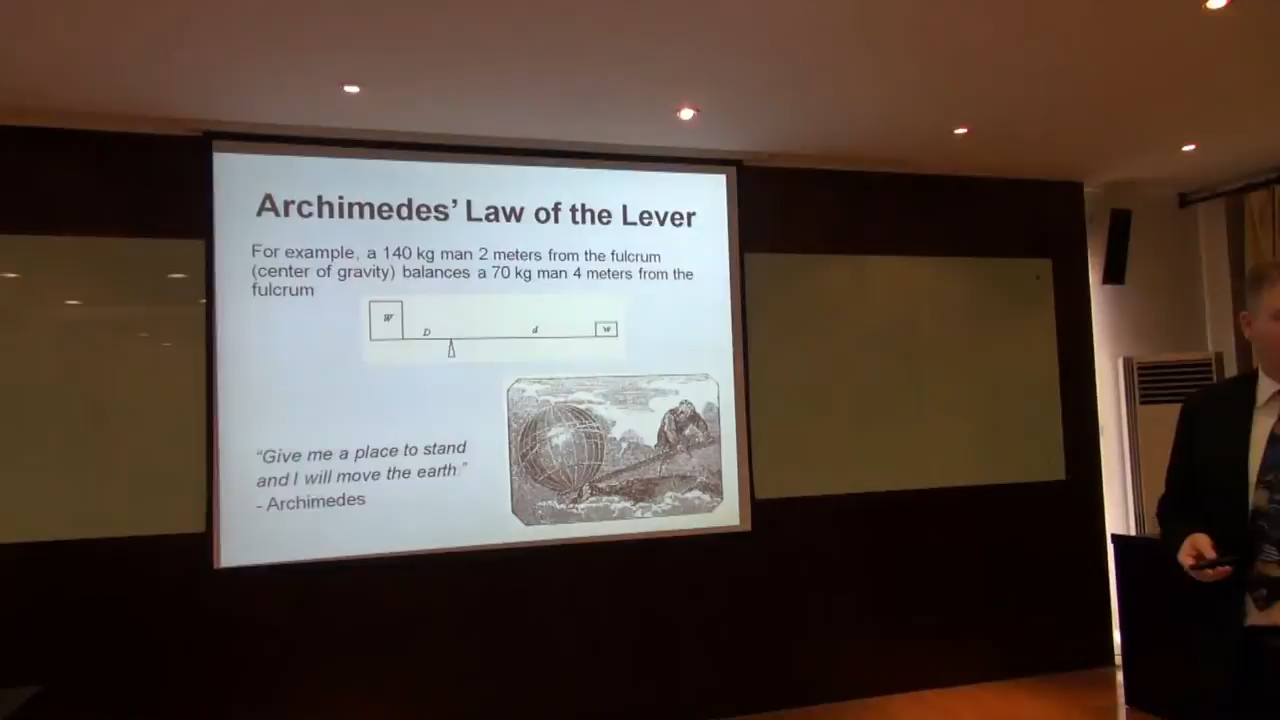 Archimedes’ Law of the Lever
For example, a 140 kg man 2 meters from the fulcrum
(center of gravity) balances a 70 kg man 4 meters from the
fulcrum
W
D
d
w
“Give me a place to stand
and I will move the earth.”
- Archimedes